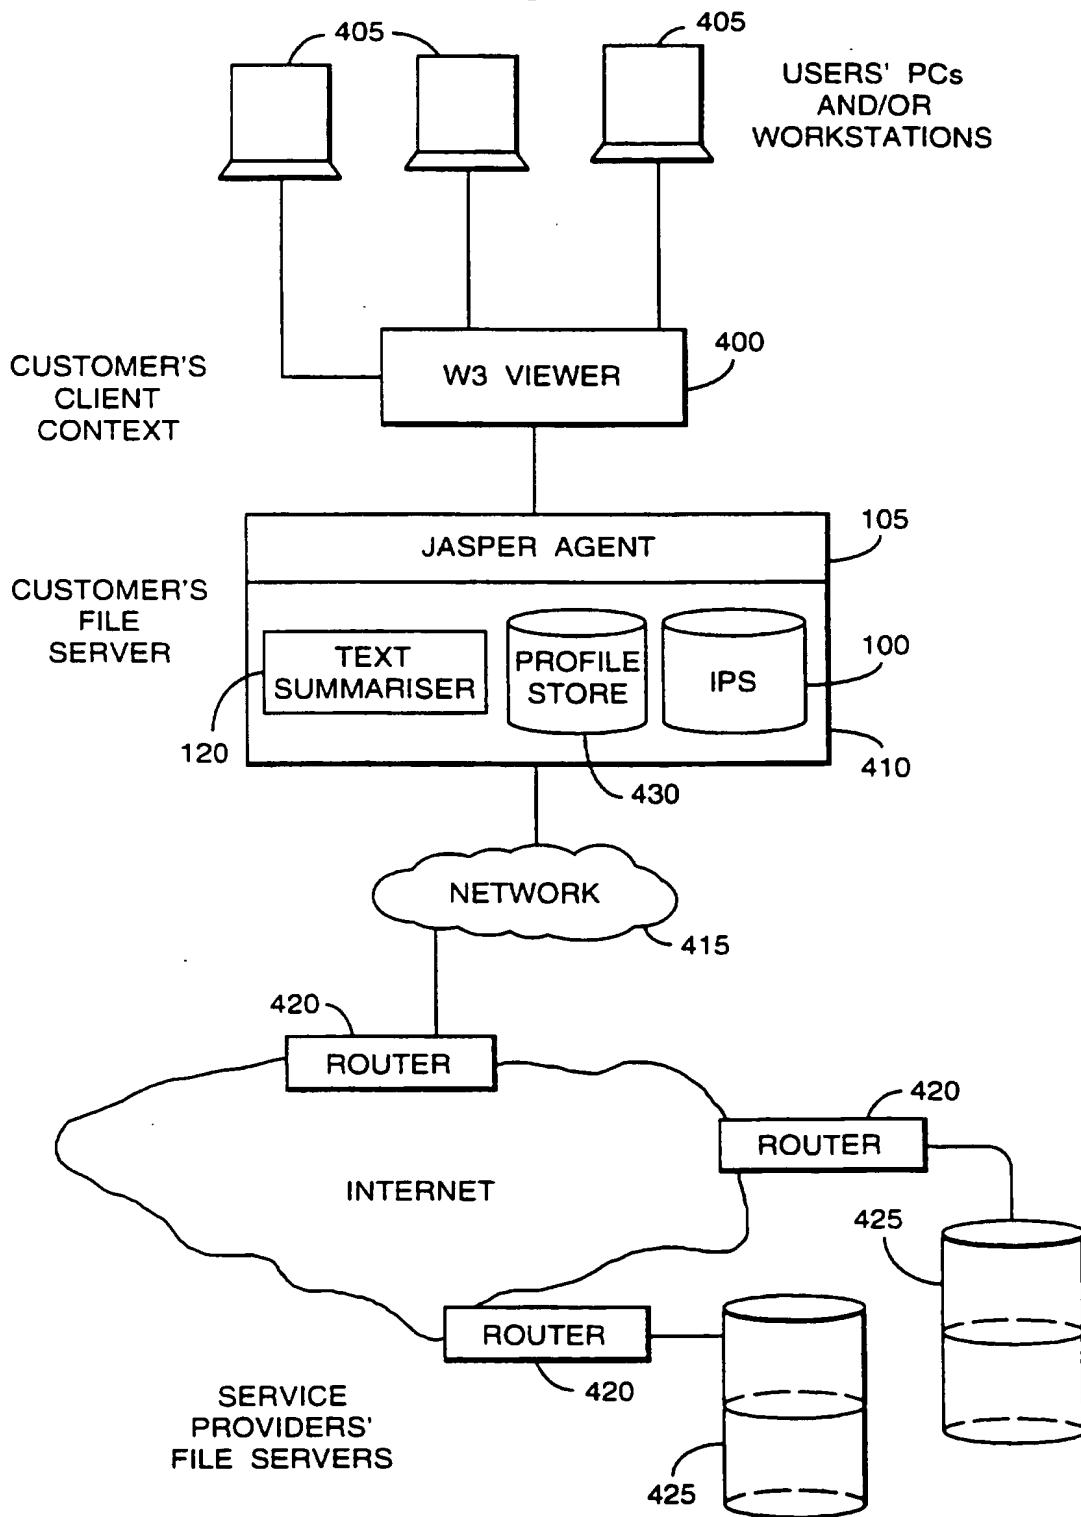 405
405
USERS' PCs
AND/OR
WORKSTATIONS
CUSTOMER'S
CLIENT
CONTEXT
W3 VIEWER
400
JASPER AGENT
105
CUSTOMER'S
FILE
SERVER
TEXT
SUMMARISER
PROFILE
STORE
IPS
100
120
430
410
NETWORK
415
420
ROUTER
420
ROUTER
INTERNET
425
ROUTER
420
SERVICE
PROVIDERS'
FILE SERVERS
425